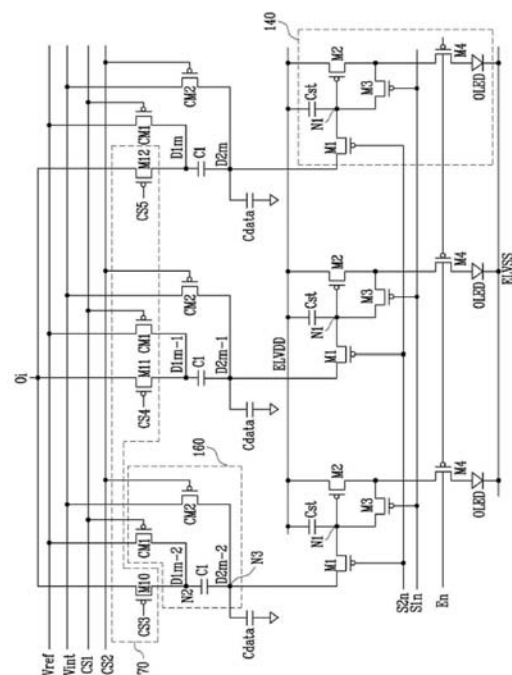 Oi
Vref
Vint
CS1
CS2
70
CS3
M10
CM1
CM2
N2
D1m-2
C1
D2m-2
160
N3
Cdata
CS4
M11
CM1
CM2
D1m-1
C1
D2m-1
Cdata
CS5
M12
CM1
CM2
D1m
C1
D2m
Cdata
ELVDD
140
N1
Cst
M1
M2
M3
M4
OLED
N1
Cst
M1
M2
M3
M4
OLED
N1
Cst
M1
M2
M3
M4
OLED
S2n
S1n
En
ELVSS